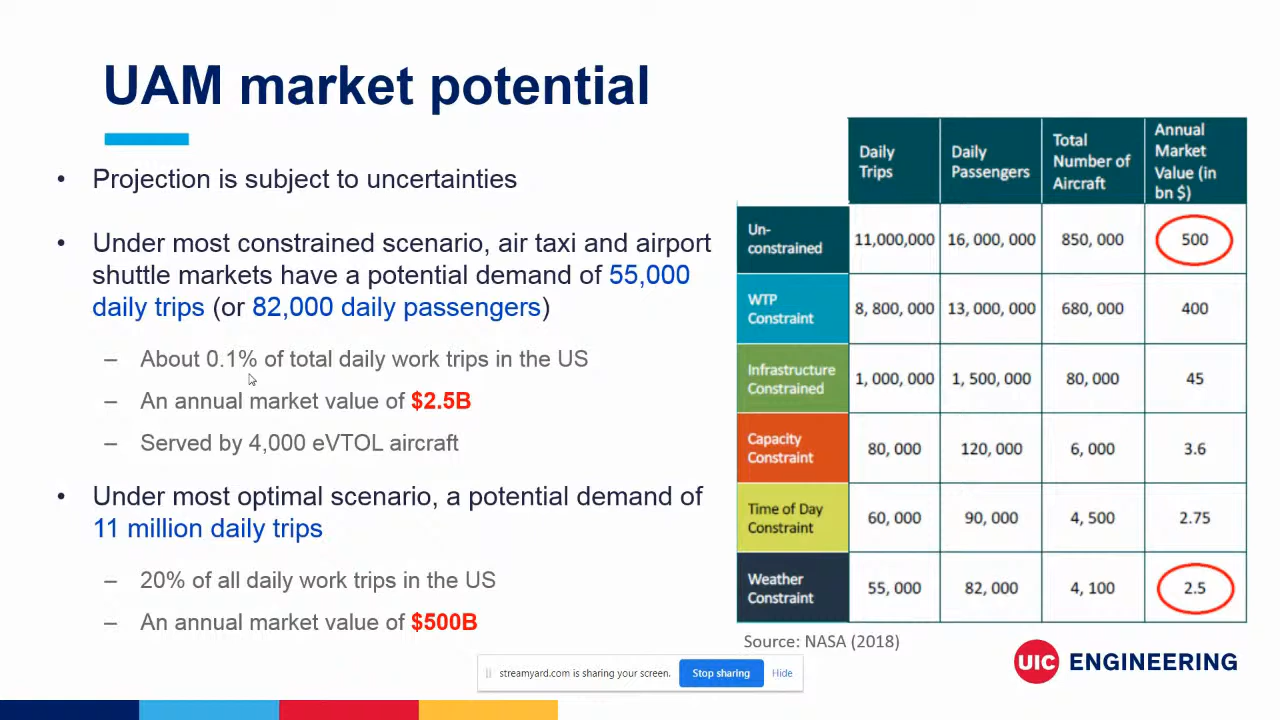 UAM market potential
• Projection is subject to uncertainties
• Under most constrained scenario, air taxi and airport
shuttle markets have a potential demand of 55,000
daily trips (or 82,000 daily passengers)
– About 0.1% of total daily work trips in the US
– An annual market value of $2.5B
– Served by 4,000 eVTOL aircraft
• Under most optimal scenario, a potential demand of
11 million daily trips
– 20% of all daily work trips in the US
– An annual market value of $500B
Daily
Trips
Daily
Passengers
Total
Number of
Aircraft
Annual
Market
Value (in
bn $)
Un-
constrained
11,000,000
16, 000, 000
850, 000
500
WTP
Constraint
8, 800, 000
13, 000, 000
680, 000
400
Infrastructure
Constrained
1, 000, 000
1, 500, 000
80, 000
45
Capacity
Constraint
80, 000
120, 000
6, 000
3.6
Time of Day
Constraint
60, 000
90, 000
4, 500
2.75
Weather
Constraint
55, 000
82, 000
4, 100
2.5
Source: NASA (2018)
UIC ENGINEERING
streamyard.com is sharing your screen. Stop sharing Hide